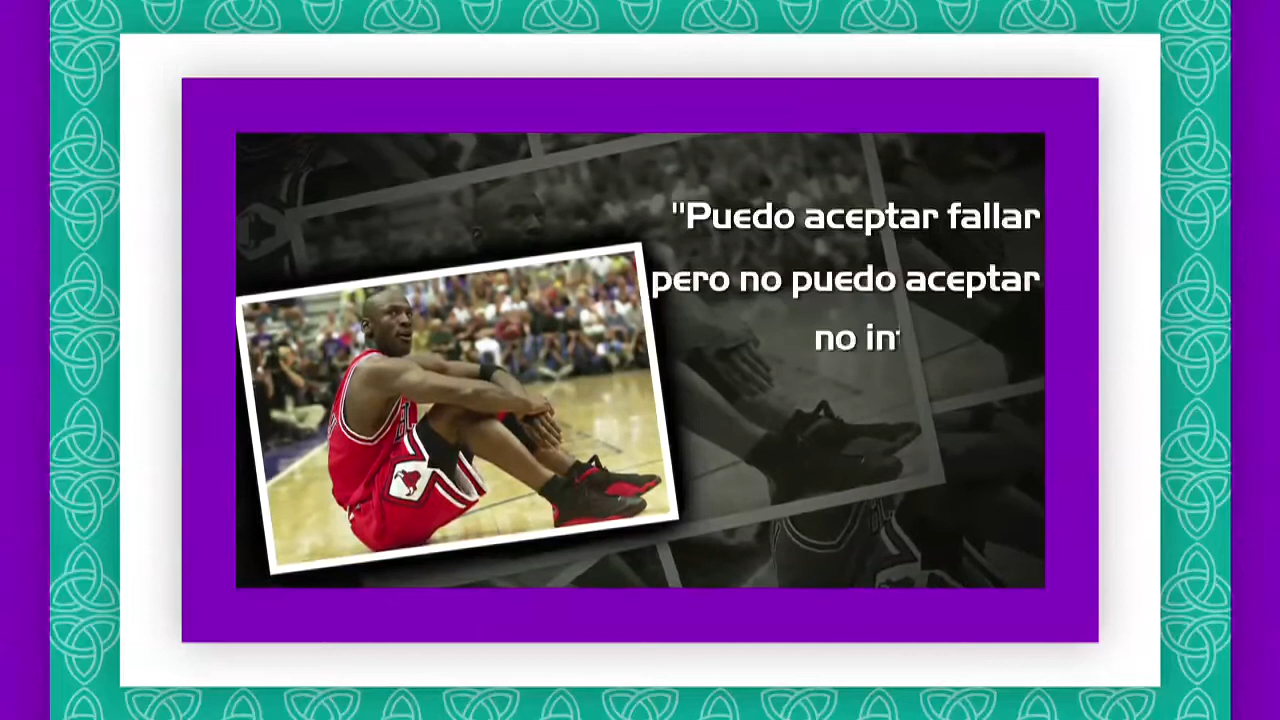 "Puedo aceptar fallar
pero no puedo aceptar
no in